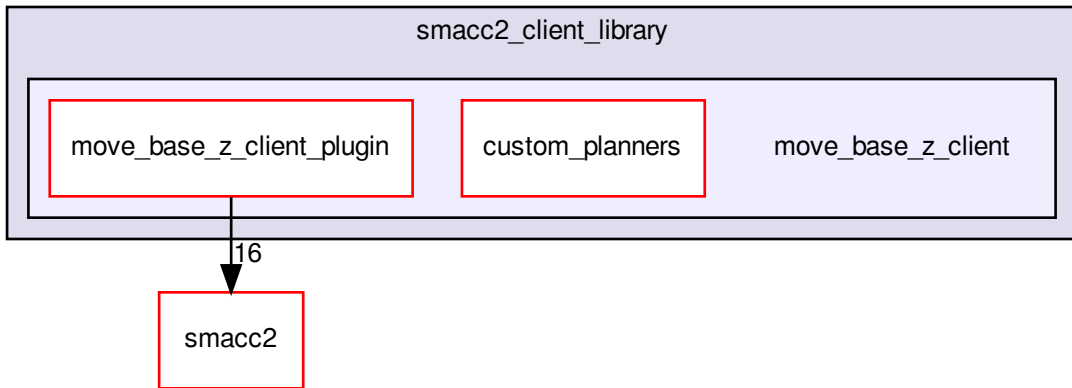 smacc2_client_library
move_base_z_client_plugin
custom_planners
move_base_z_client
16
smacc2